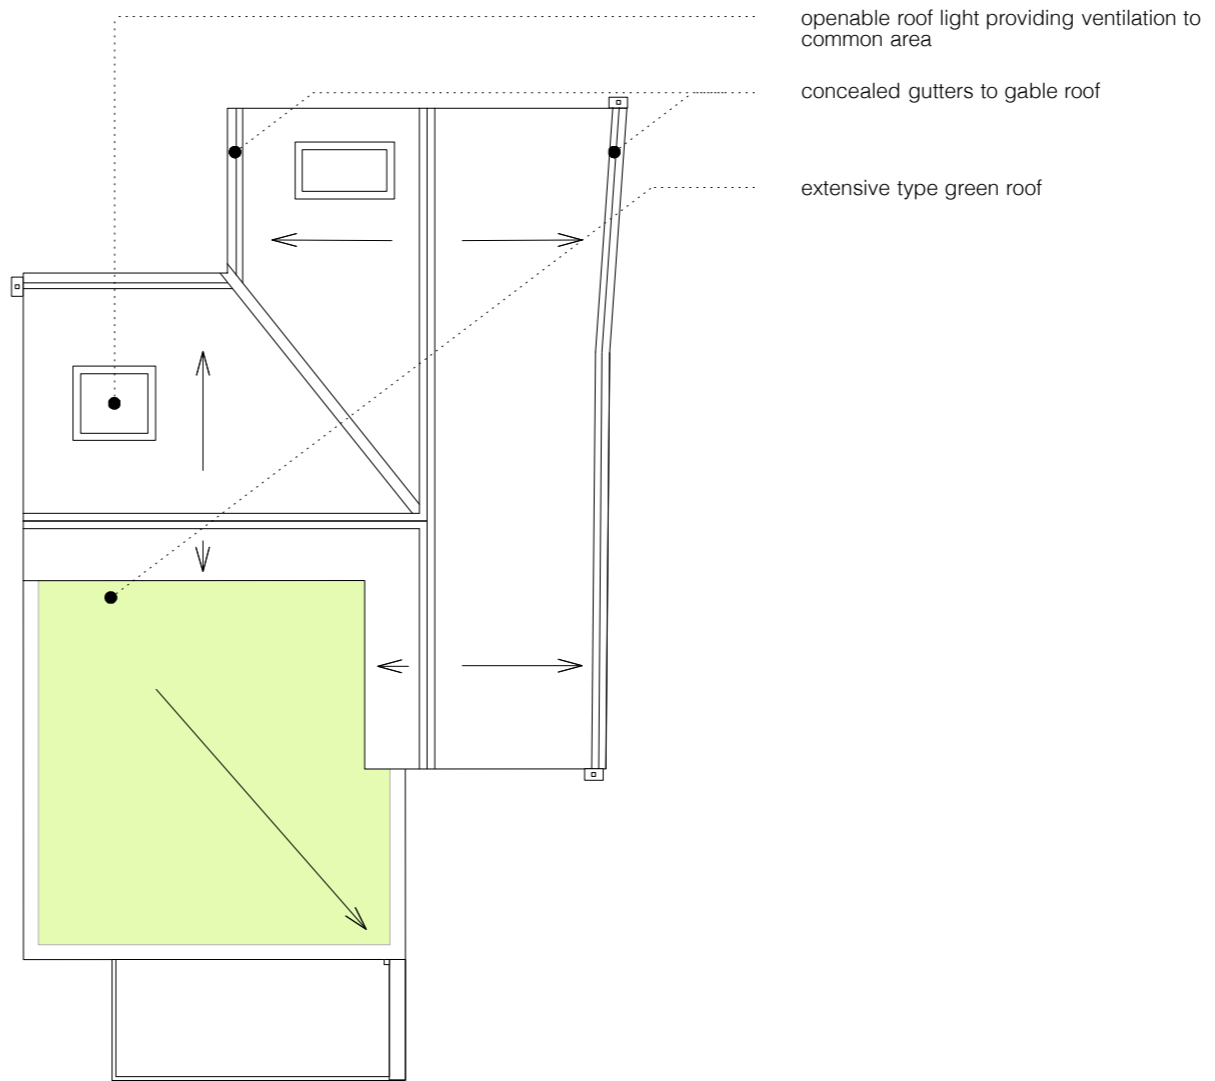 openable roof light providing ventilation to
common area
concealed gutters to gable roof
extensive type green roof